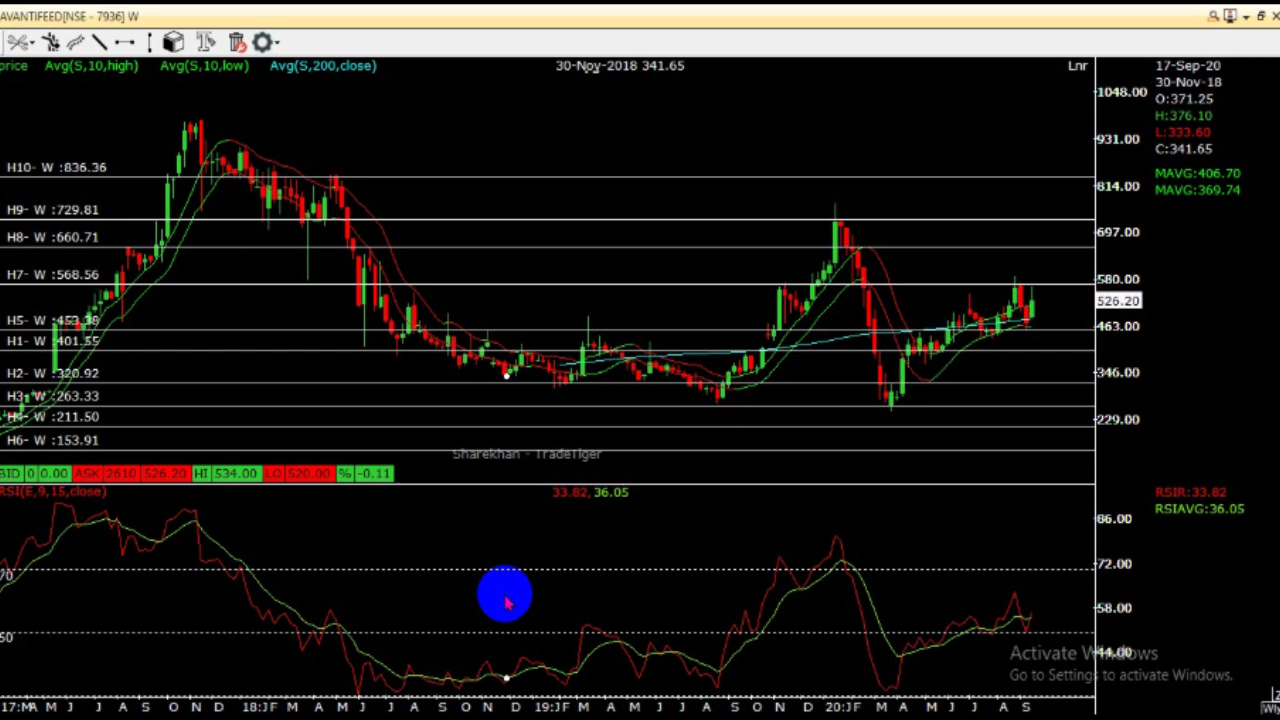 AVANTIFEED[NSE - 7936] W
price Avg(S,10,high) Avg(S,10,low) Avg(S,200,close) 30-Nov-2018 341.65 Lnr
17-Sep-20
30-Nov-18
O:371.25
H:376.10
L:333.60
C:341.65
MAVG:406.70
MAVG:369.74
1048.00
931.00
814.00
697.00
580.00
526.20
463.00
346.00
229.00
H10- W :836.36
H9- W :729.81
H8- W :660.71
H7- W :568.56
H5- W :453.38
H1- W :401.55
H2- W :320.92
H3- W :263.33
H4- W :211.50
H6- W :153.91
Sharekhan - TradeTiger
BID 0 0.00 ASK 2610 526.20 HI 534.00 LO 520.00 % -0.11
RSI(E,9,15,close) 33.82, 36.05
RSIR:33.82
RSIAVG:36.05
86.00
72.00
58.00
44.00
70
50
Activate Windows
Go to Settings to activate Windows.
17:M A M J J A S O N D 18:J F M A M J J A S O N D 19:J F M A M J J A S O N D 20:J F M A M J J A S